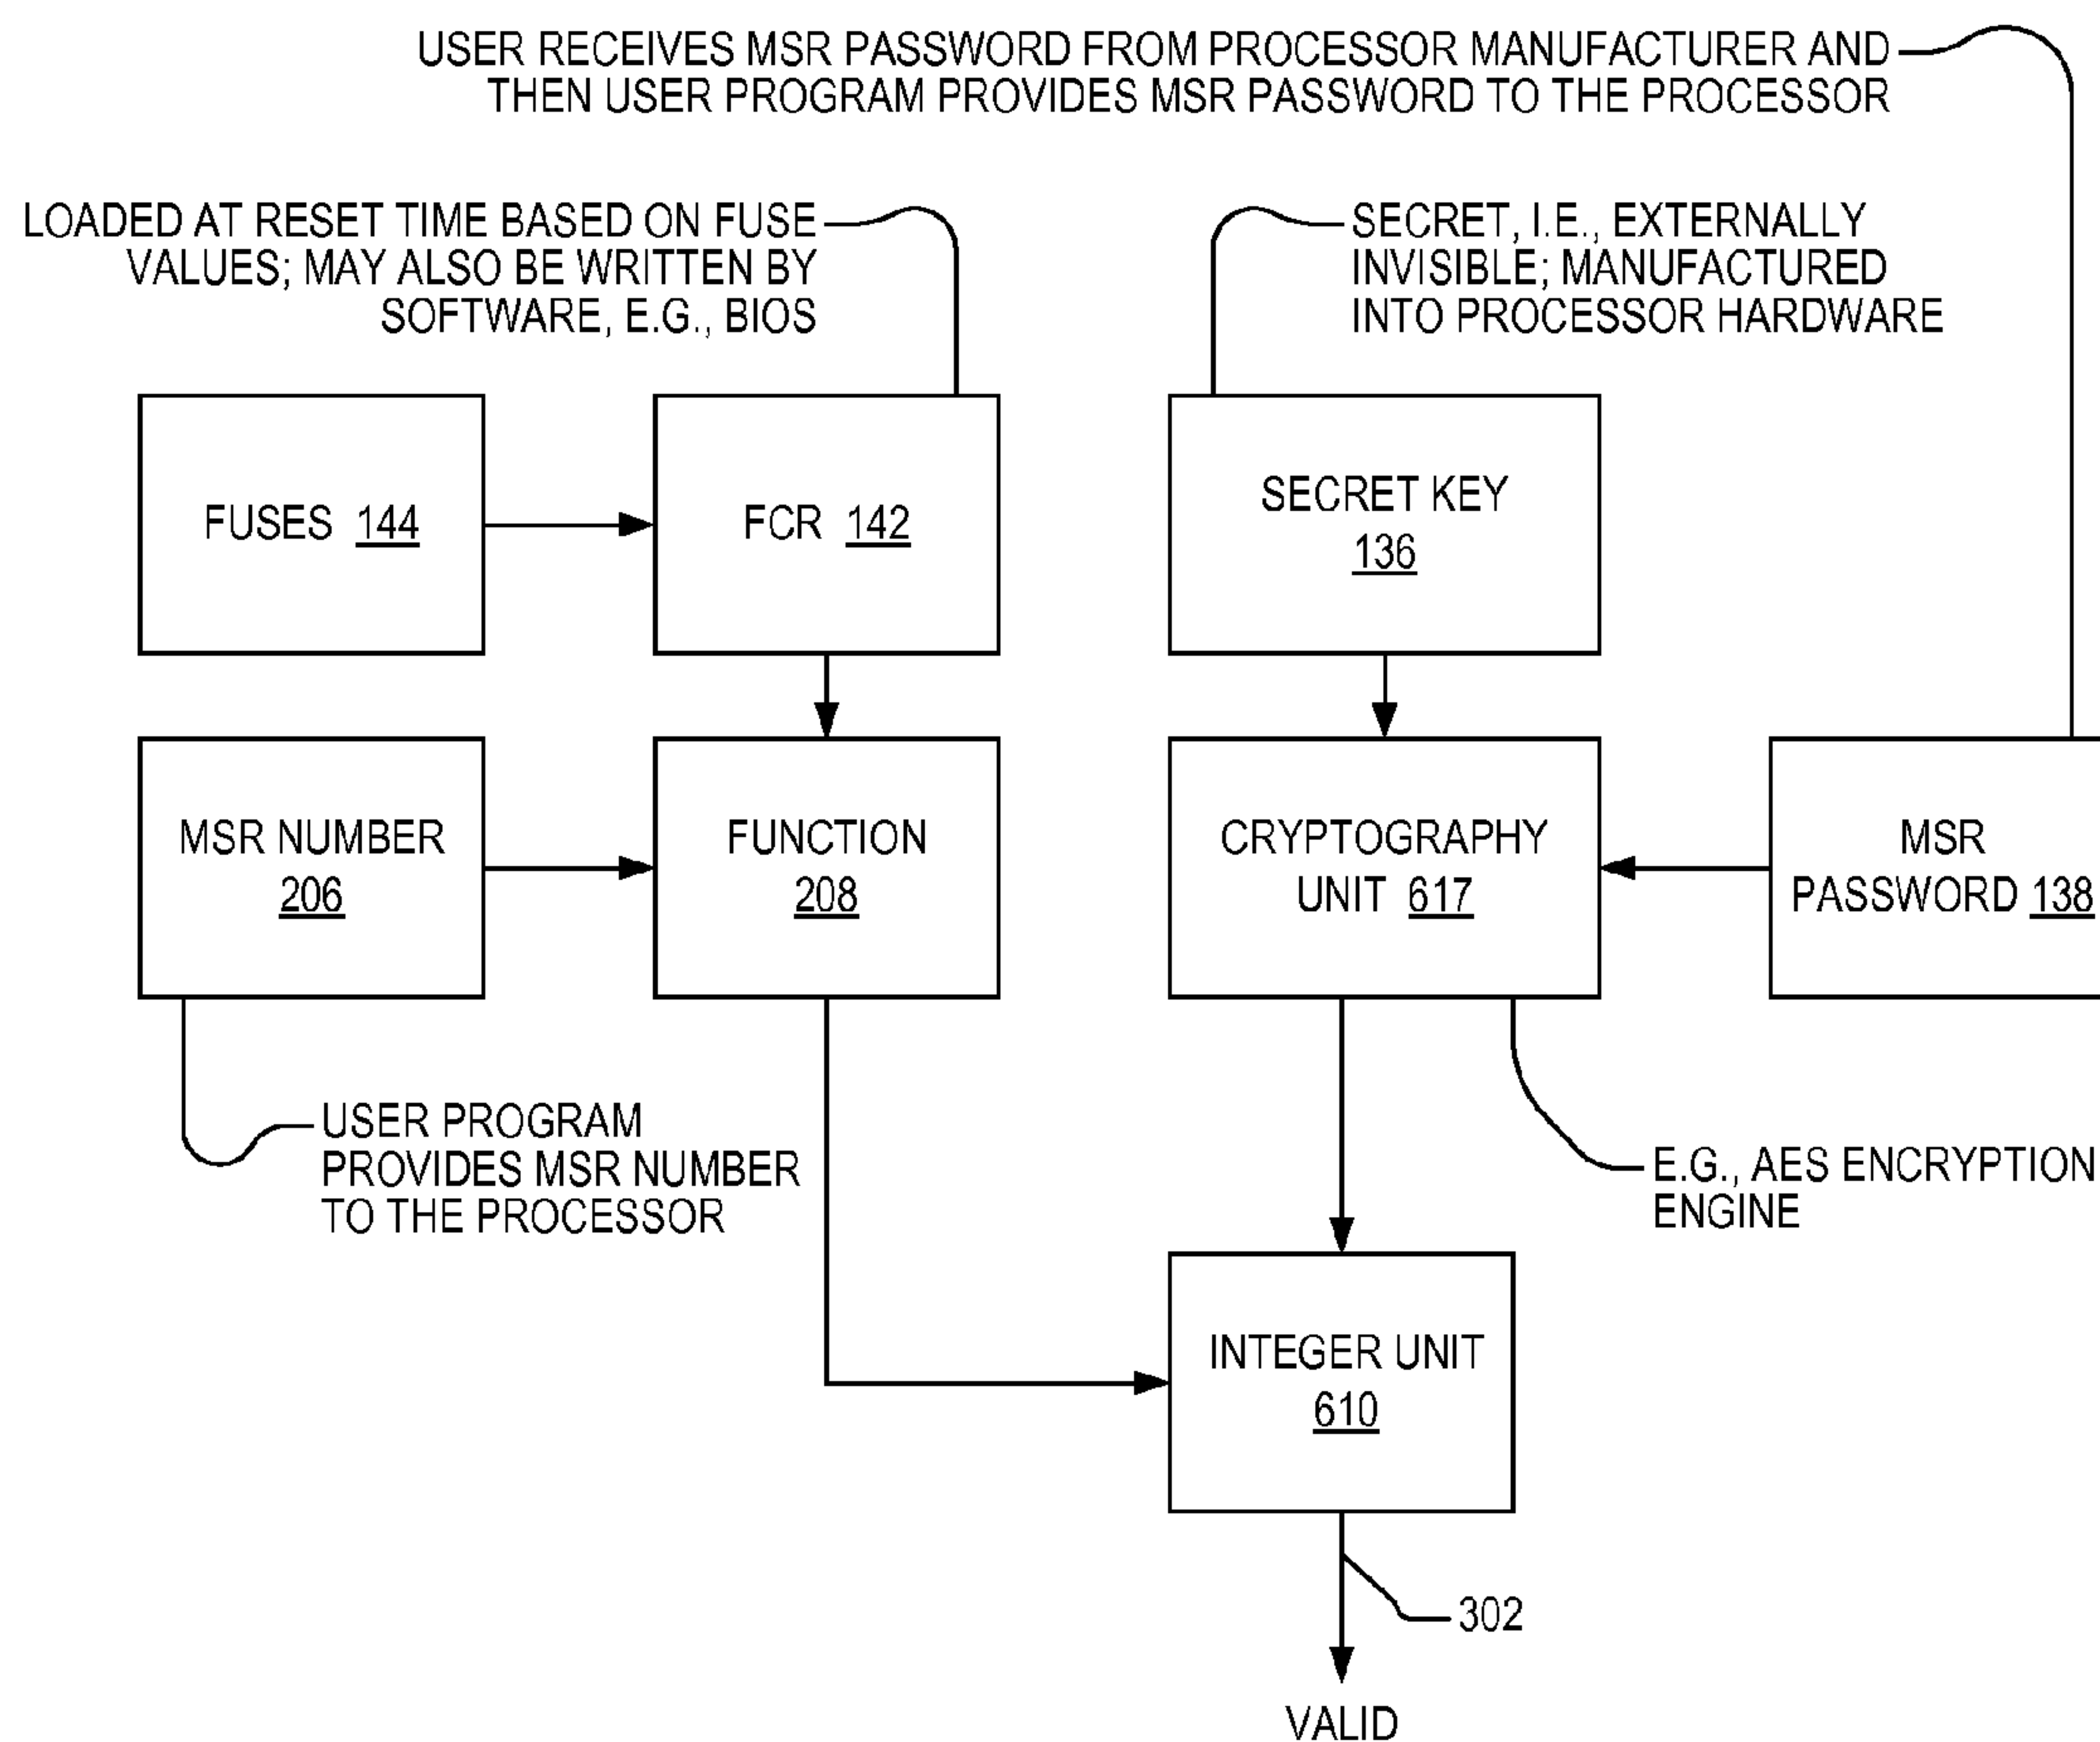 USER RECEIVES MSR PASSWORD FROM PROCESSOR MANUFACTURER AND
THEN USER PROGRAM PROVIDES MSR PASSWORD TO THE PROCESSOR
LOADED AT RESET TIME BASED ON FUSE
VALUES; MAY ALSO BE WRITTEN BY
SOFTWARE, E.G., BIOS
SECRET, I.E., EXTERNALLY
INVISIBLE; MANUFACTURED
INTO PROCESSOR HARDWARE
FUSES 144
FCR 142
SECRET KEY
136
MSR NUMBER
206
FUNCTION
208
CRYPTOGRAPHY
UNIT 617
MSR
PASSWORD 138
USER PROGRAM
PROVIDES MSR NUMBER
TO THE PROCESSOR
E.G., AES ENCRYPTION
ENGINE
INTEGER UNIT
610
302
VALID